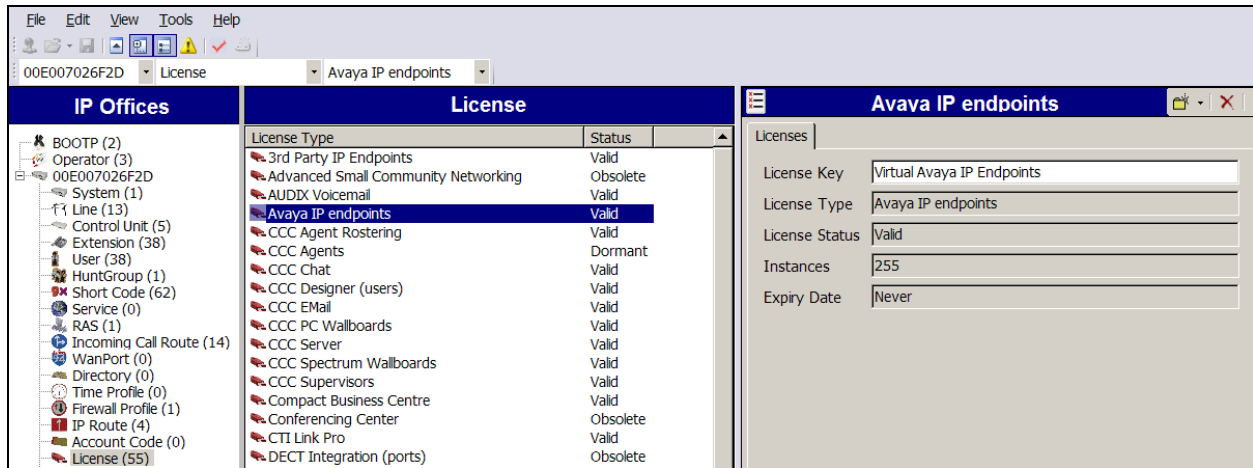 File Edit View Tools Help
00E007026F2D License Avaya IP endpoints
IP Offices
BOOTP (2)
Operator (3)
00E007026F2D
System (1)
Line (13)
Control Unit (5)
Extension (38)
User (38)
HuntGroup (1)
Short Code (62)
Service (0)
RAS (1)
Incoming Call Route (14)
WanPort (0)
Directory (0)
Time Profile (0)
Firewall Profile (1)
IP Route (4)
Account Code (0)
License (55)
License
License Type Status
3rd Party IP Endpoints Valid
Advanced Small Community Networking Obsolete
AUDIX Voicemail Valid
Avaya IP endpoints Valid
CCC Agent Rostering Valid
CCC Agents Dormant
CCC Chat Valid
CCC Designer (users) Valid
CCC EMail Valid
CCC PC Wallboards Valid
CCC Server Valid
CCC Spectrum Wallboards Valid
CCC Supervisors Valid
Compact Business Centre Valid
Conferencing Center Obsolete
CTI Link Pro Valid
DECT Integration (ports) Obsolete
Avaya IP endpoints
Licenses
License Key Virtual Avaya IP Endpoints
License Type Avaya IP endpoints
License Status Valid
Instances 255
Expiry Date Never